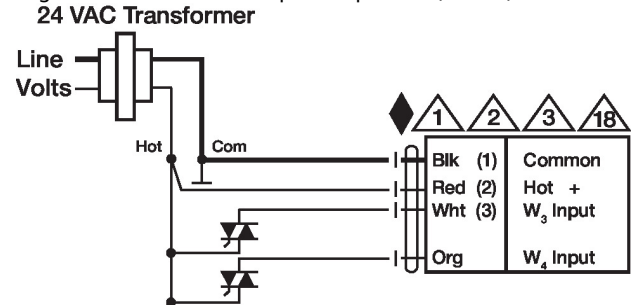 24 VAC Transformer
Line
Volts
Hot
Com
1 2 3 18
Blk (1) Common
Red (2) Hot +
Wht (3) W3 Input
Org W4 Input